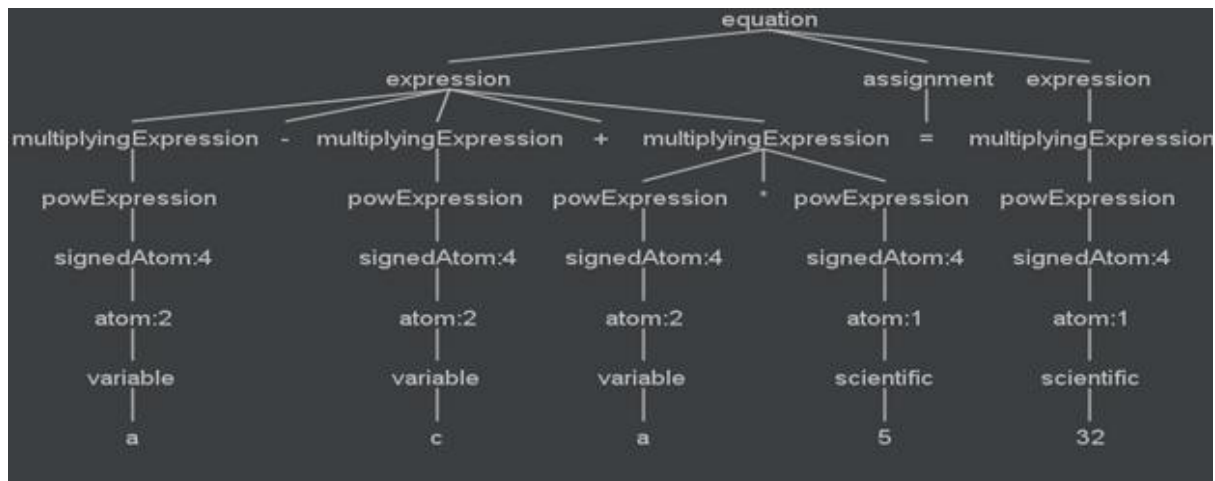 equation
expression assignment expression
multiplyingExpression - multiplyingExpression + multiplyingExpression = multiplyingExpression
powExpression powExpression powExpression * powExpression powExpression
signedAtom:4 signedAtom:4 signedAtom:4 signedAtom:4 signedAtom:4
atom:2 atom:2 atom:2 atom:1 atom:1
variable variable variable scientific scientific
a c a 5 32